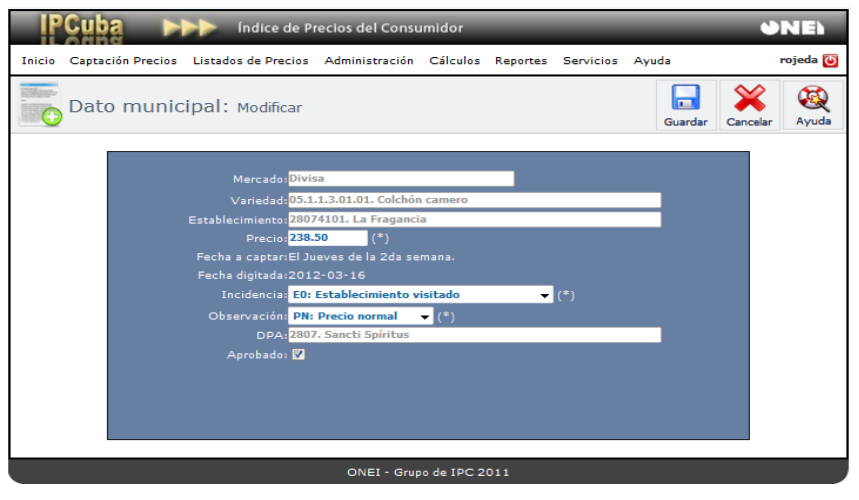 IPCuba Índice de Precios del Consumidor ONEI
Inicio Captación Precios Listados de Precios Administración Cálculos Reportes Servicios Ayuda rojeda
Dato municipal: Modificar
Guardar Cancelar Ayuda
Mercado: Divisa
Variedad: 05.1.1.3.01.01. Colchón camero
Establecimiento: 28074101. La Fragancia
Precio: 238.50 (*)
Fecha a captar: El Jueves de la 2da semana.
Fecha digitada: 2012-03-16
Incidencia: E0: Establecimiento visitado (*)
Observación: PN: Precio normal (*)
DPA: 2807. Sancti Spíritus
Aprobado:
ONEI - Grupo de IPC 2011